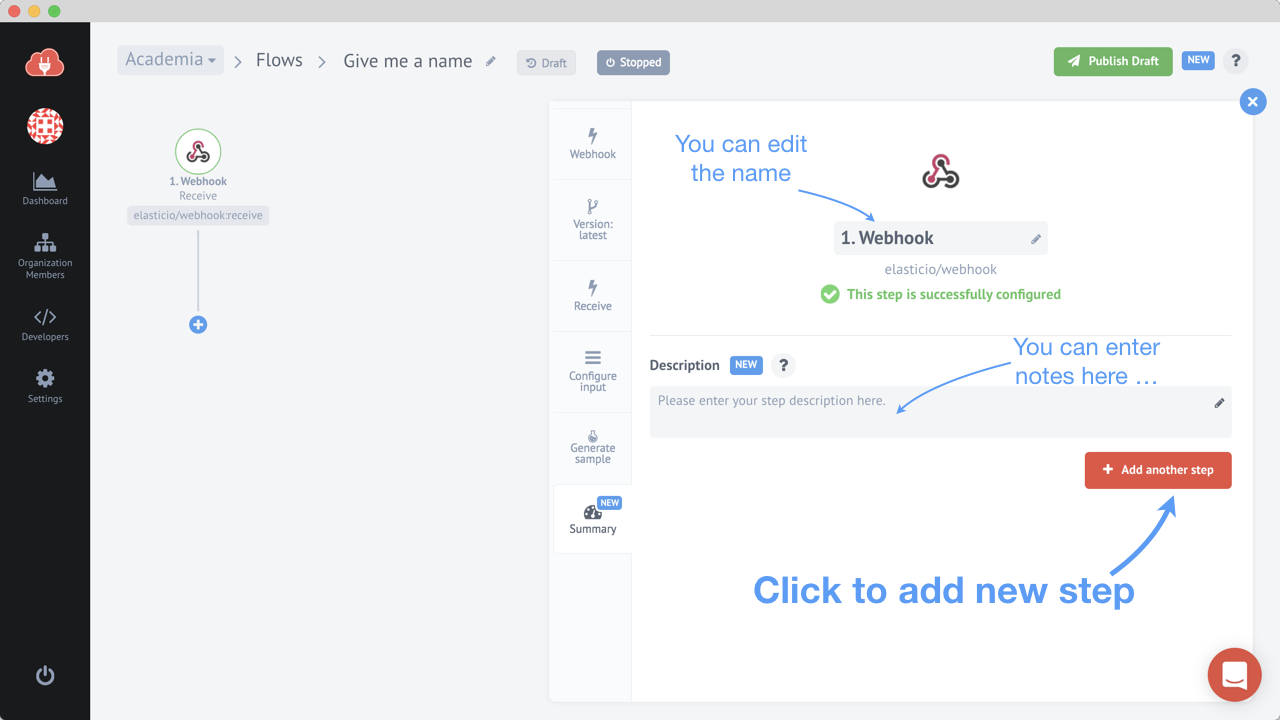 Academia
Flows
Give me a name
Draft
Stopped
Publish Draft
NEW
?
Dashboard
Organization
Members
Developers
Settings
1. Webhook
Receive
elasticio/webhook:receive
Webhook
Version:
latest
Receive
Configure
input
Generate
sample
NEW
Summary
You can edit
the name
1. Webhook
elasticio/webhook
This step is successfully configured
You can enter
notes here …
Description
NEW
?
Please enter your step description here.
Add another step
Click to add new step